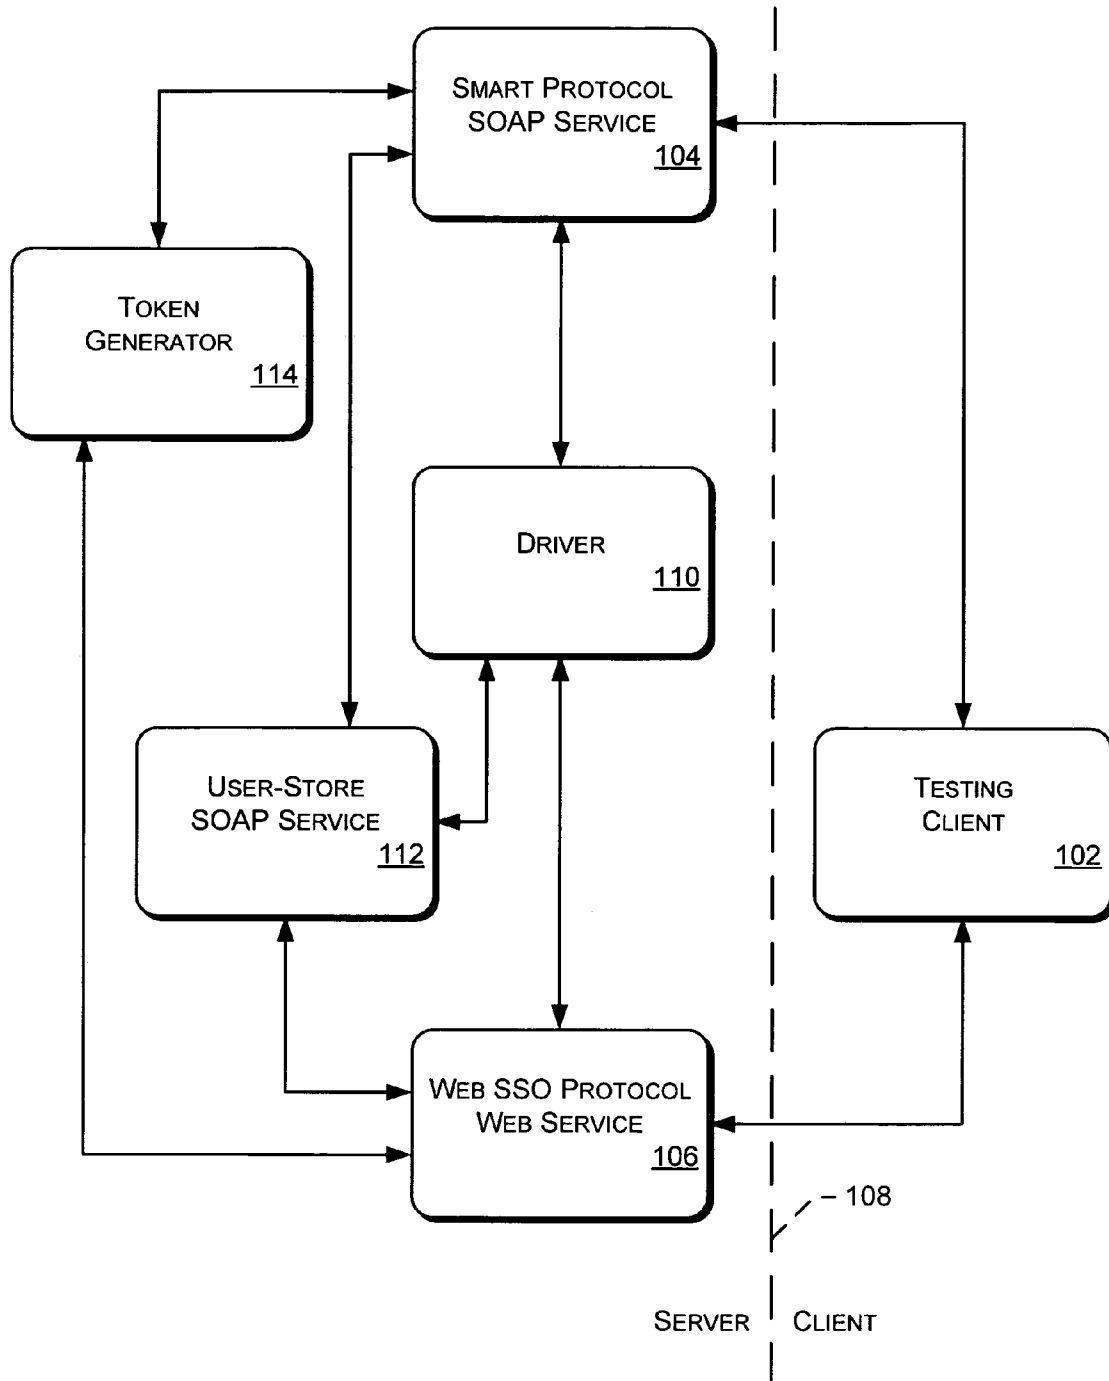 SMART PROTOCOL
SOAP SERVICE
104
TOKEN
GENERATOR
114
DRIVER
110
USER-STORE
SOAP SERVICE
112
TESTING
CLIENT
102
WEB SSO PROTOCOL
WEB SERVICE
106
108
SERVER
CLIENT